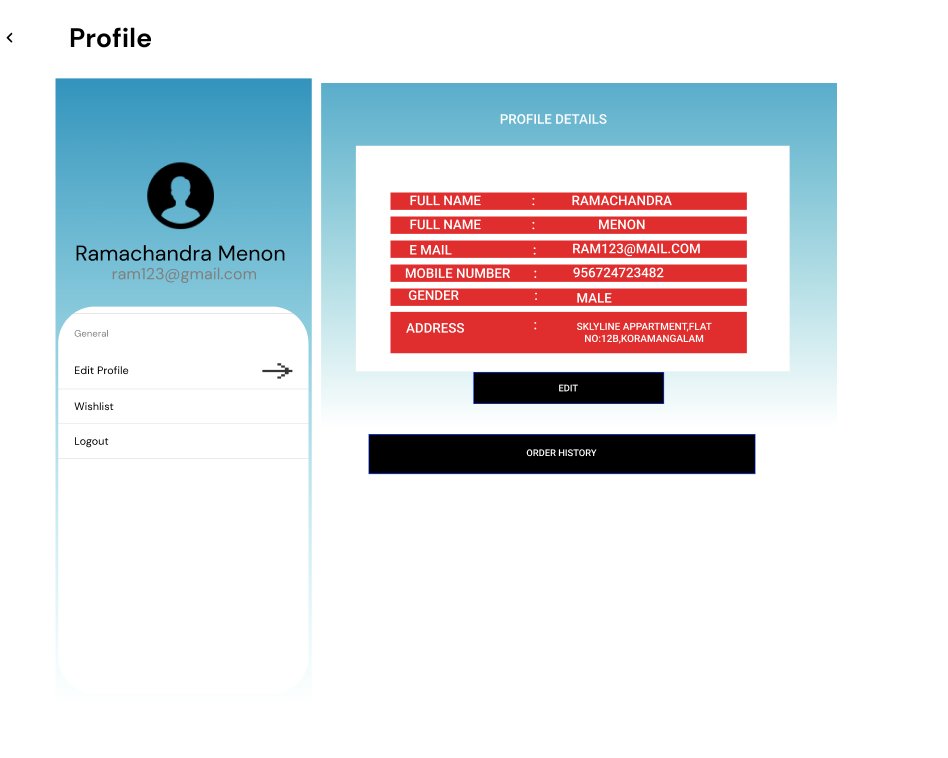 Profile
Ramachandra Menon
ram123@gmail.com
General
Edit Profile
Wishlist
Logout
PROFILE DETAILS
FULL NAME : RAMACHANDRA
FULL NAME : MENON
E MAIL : RAM123@MAIL.COM
MOBILE NUMBER : 956724723482
GENDER : MALE
ADDRESS : SKLYLINE APPARTMENT,FLAT
NO:12B,KORAMANGALAM
EDIT
ORDER HISTORY